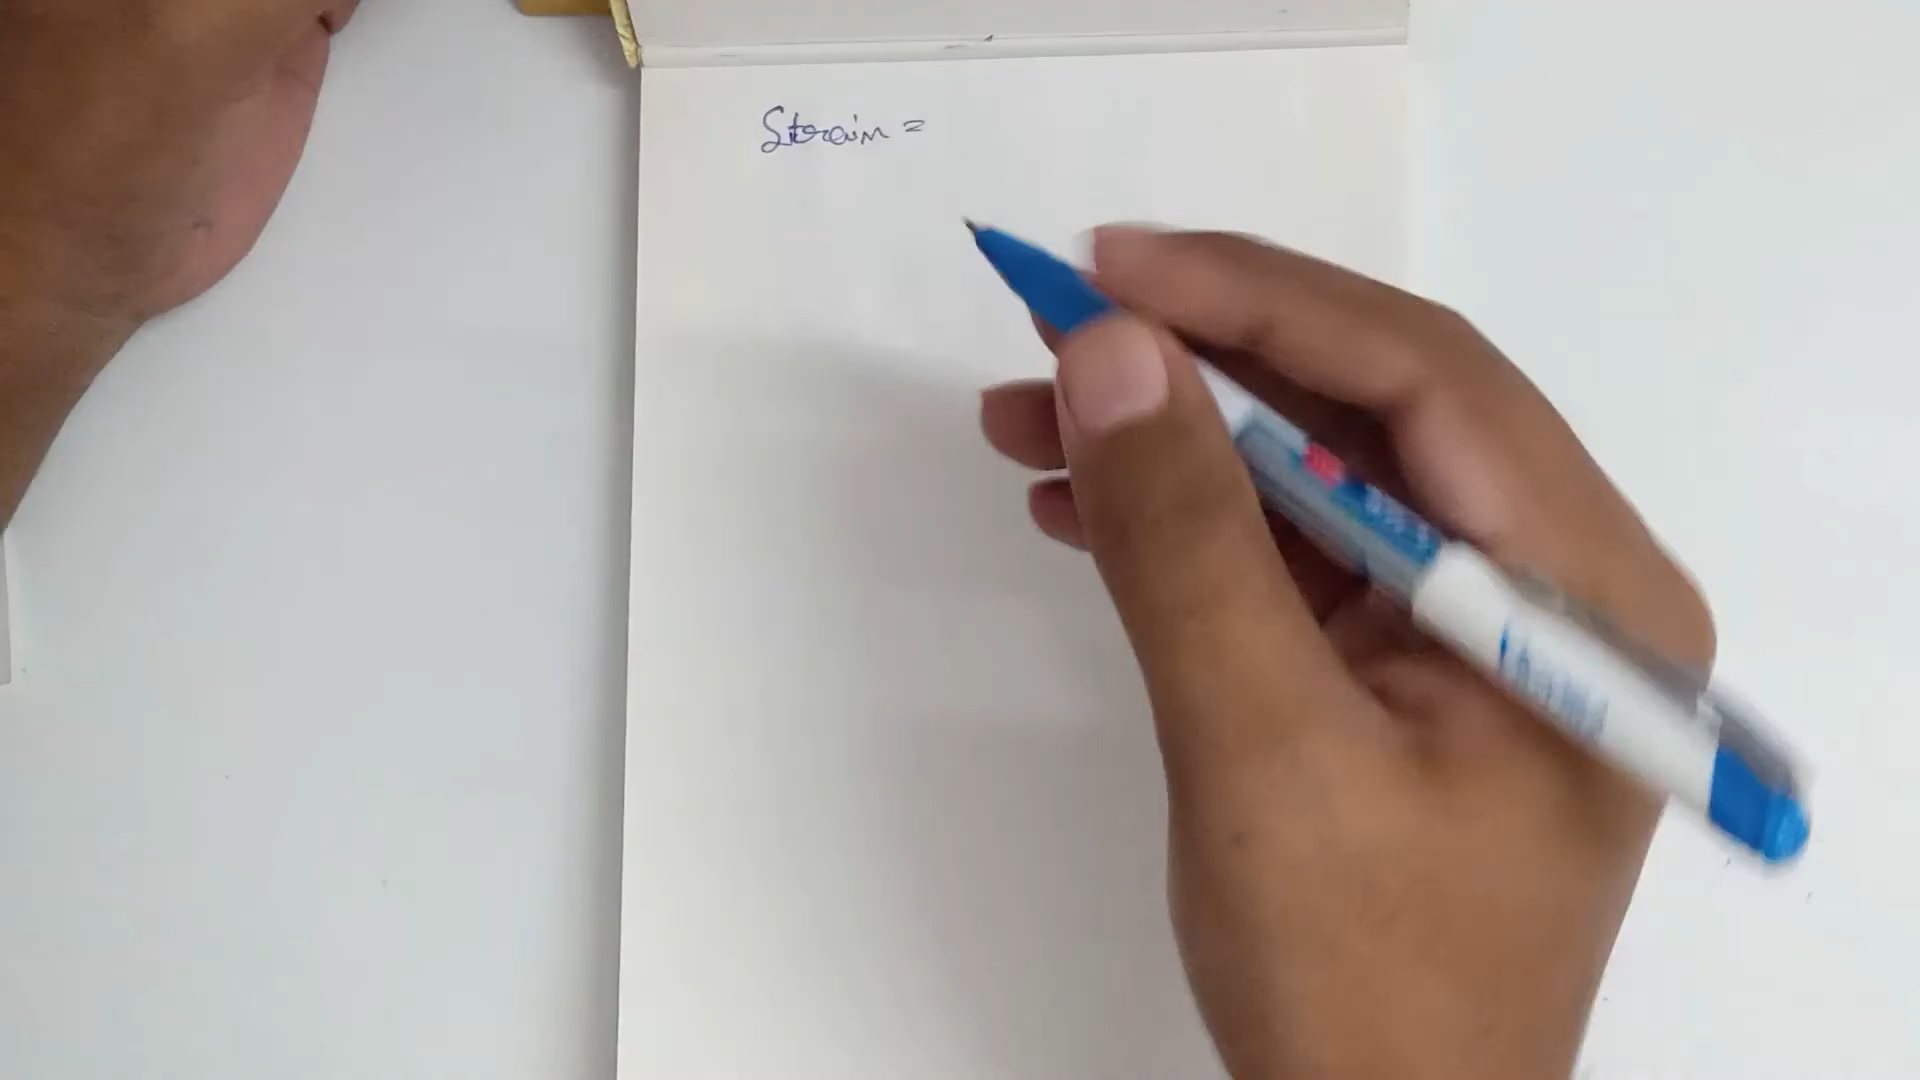 Strain =